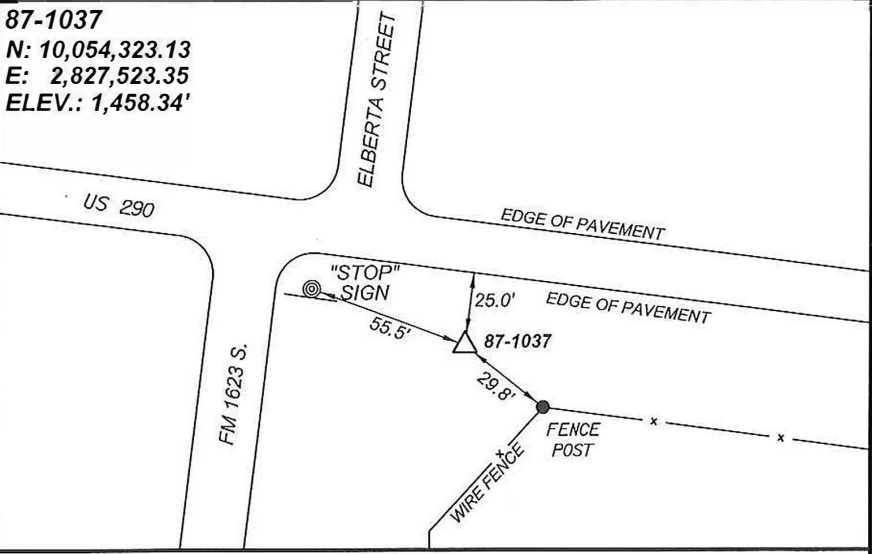 87-1037
N: 10,054,323.13
E: 2,827,523.35
ELEV.: 1,458.34'
ELBERTA STREET
US 290
EDGE OF PAVEMENT
"STOP"
SIGN
25.0'
EDGE OF PAVEMENT
55.5'
87-1037
29.8'
FM 1623 S.
x
x
FENCE
POST
x
WIRE FENCE